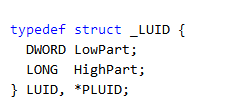 typedef struct _LUID {
  DWORD LowPart;
  LONG  HighPart;
} LUID, *PLUID;